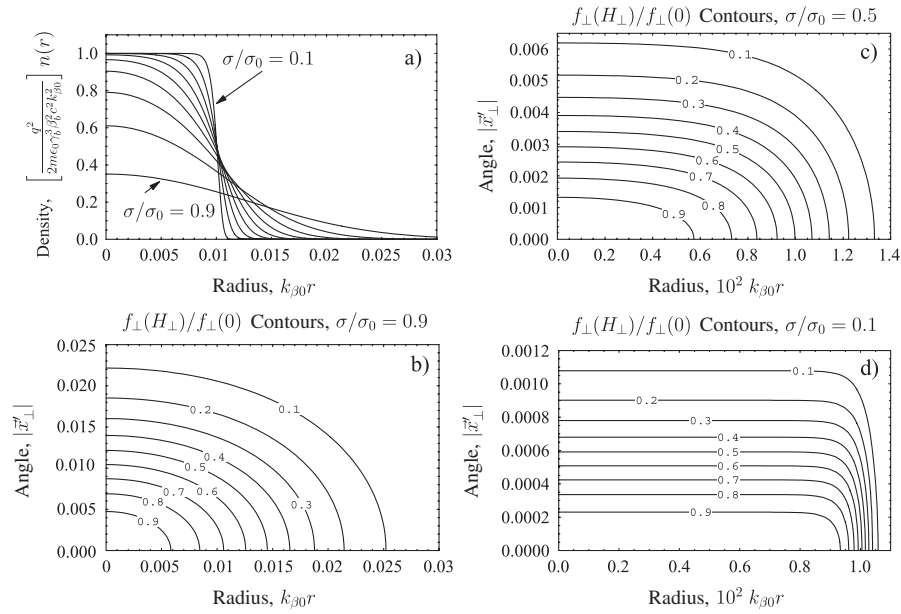 a)
σ/σ₀ = 0.1
σ/σ₀ = 0.9
Density, [q² / 2mϵ₀γ_b³β_b²c²k_β0²] n(r)
1.0
0.8
0.6
0.4
0.2
0.0
0 0.005 0.01 0.015 0.02 0.025 0.03
Radius, k_β0 r
f⊥(H⊥)/f⊥(0) Contours, σ/σ₀ = 0.5
c)
Angle, |x⃗′⊥|
0.006
0.005
0.004
0.003
0.002
0.001
0.000
0.1
0.2
0.3
0.4
0.5
0.6
0.7
0.8
0.9
0.0 0.2 0.4 0.6 0.8 1.0 1.2 1.4
Radius, 10² k_β0 r
f⊥(H⊥)/f⊥(0) Contours, σ/σ₀ = 0.9
b)
Angle, |x⃗′⊥|
0.025
0.020
0.015
0.010
0.005
0.000
0.1
0.2
0.4
0.5
0.3
0.7
0.6
0.8
0.9
0 0.005 0.01 0.015 0.02 0.025 0.03
Radius, k_β0 r
f⊥(H⊥)/f⊥(0) Contours, σ/σ₀ = 0.1
d)
Angle, |x⃗′⊥|
0.0012
0.0010
0.0008
0.0006
0.0004
0.0002
0.0000
0.1
0.2
0.3
0.4
0.5
0.6
0.7
0.8
0.9
0.0 0.2 0.4 0.6 0.8 1.0
Radius, 10² k_β0 r